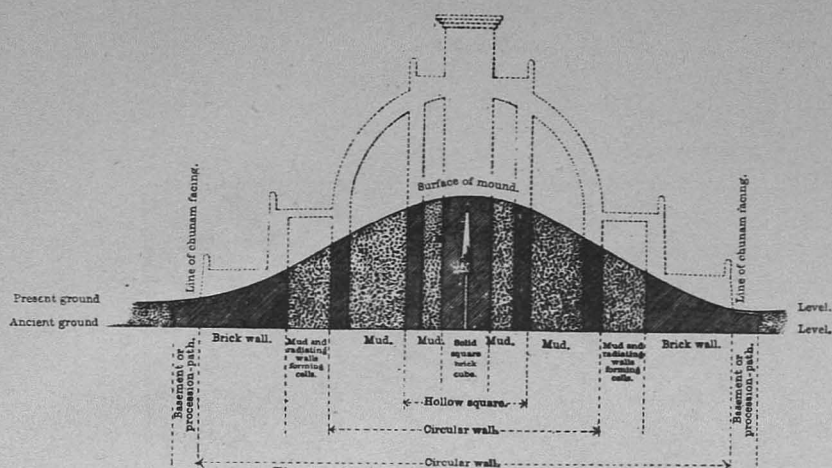 Surface of mound.
Line of chunam facing.
Line of chunam facing.
Present ground
Level.
Ancient ground
Level.
Brick wall.
Mud and
radiating
walls
forming
cells.
Mud.
Mud.
Solid
square
brick
cube.
Mud.
Mud.
Mud and
radiating
walls
forming
cells.
Brick wall.
Basement or
procession-path.
Basement or
procession-path.
Hollow square.
Circular wall.
Circular wall.